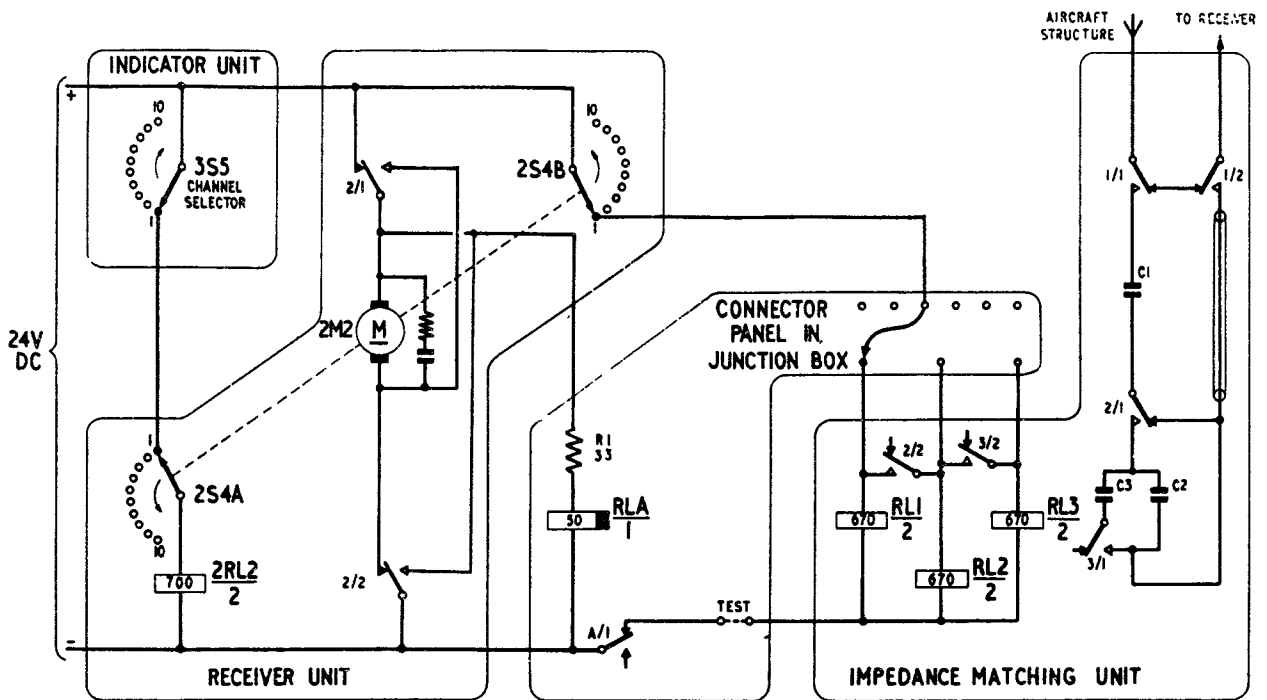 AIRCRAFT
STRUCTURE
TO RECEIVER
INDICATOR UNIT
+
10
3S5
CHANNEL
SELECTOR
1
10
2S4B
1
2/1
1/1
1/2
C1
24V
DC
2M2
M
CONNECTOR
PANEL IN
JUNCTION BOX
2/1
R1
33
2/2
3/2
1
2S4A
10
C3
C2
50
RLA
1
670
RL1
2
670
RL3
2
3/1
700
2RL2
2
2/2
670
RL2
2
TEST
A/1
-
RECEIVER UNIT
IMPEDANCE MATCHING UNIT